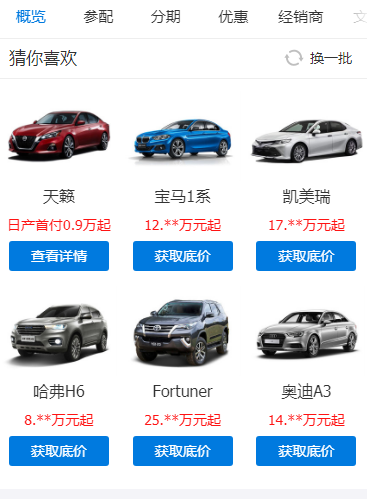 概览 参配 分期 优惠 经销商 文
猜你喜欢 换一批
天籁 宝马1系 凯美瑞
日产首付0.9万起 12.**万元起 17.**万元起
查看详情 获取底价 获取底价
哈弗H6 Fortuner 奥迪A3
8.**万元起 25.**万元起 14.**万元起
获取底价 获取底价 获取底价